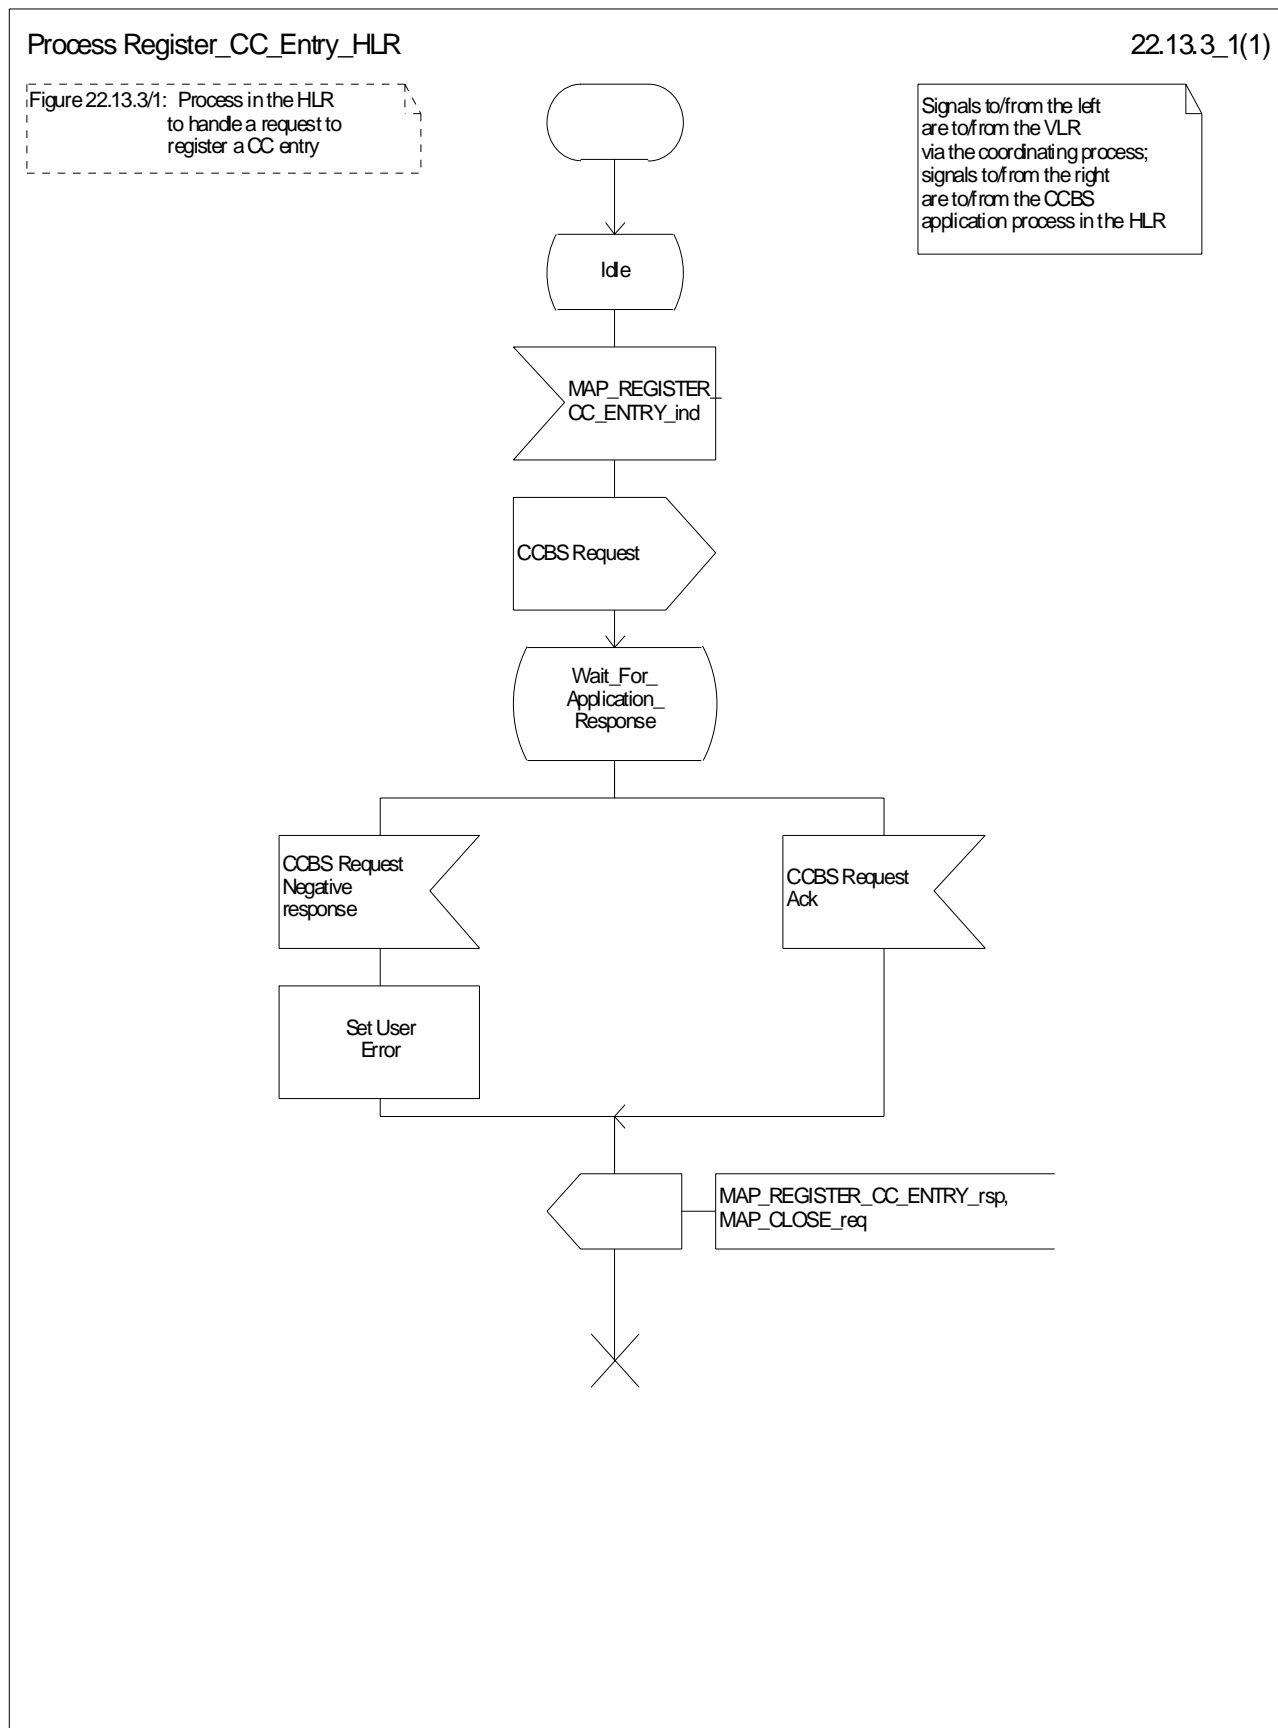 Process Register_CC_Entry_HLR
22.13.3_1(1)
Figure 22.13.3/1: Process in the HLR
to handle a request to
register a CC entry
Signals to/from the left
are to/from the VLR
via the coordinating process;
signals to/from the right
are to/from the CCBS
application process in the HLR
Idle
MAP_REGISTER_
CC_ENTRY_ind
CCBS Request
Wait_For_
Application_
Response
CCBS Request
Negative
response
CCBS Request
Ack
Set User
Error
MAP_REGISTER_CC_ENTRY_rsp,
MAP_CLOSE_req